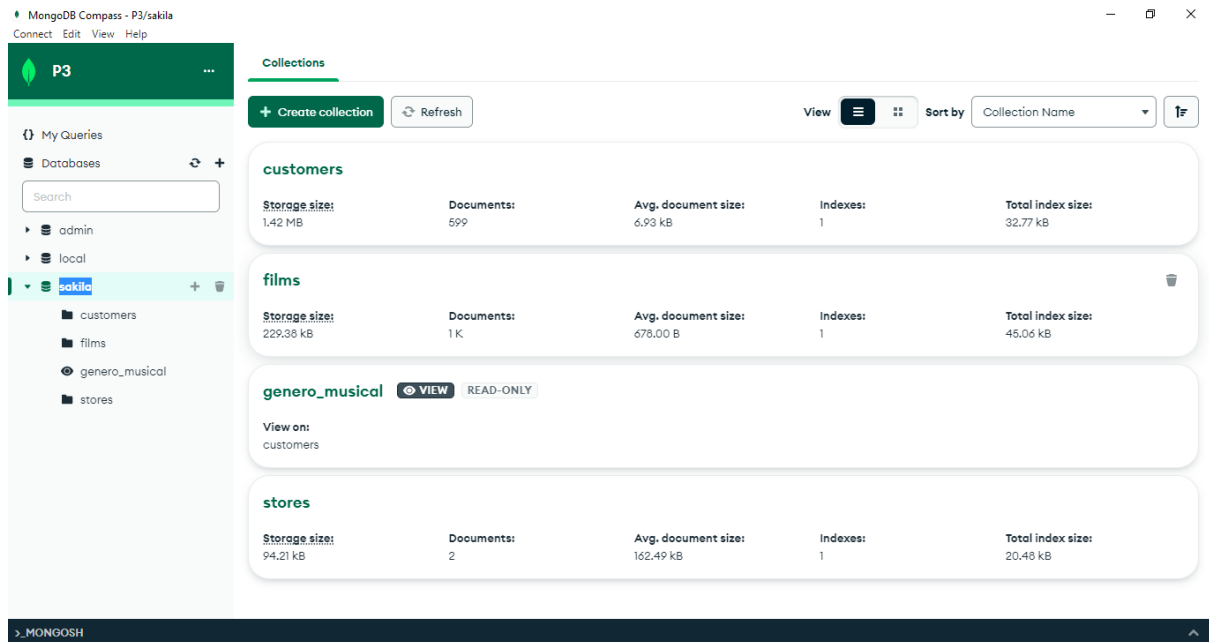 MongoDB Compass - P3/sakila
Connect Edit View Help
P3
...
{} My Queries
Databases
Search
admin
local
sakila
customers
films
genero_musical
stores
Collections
+ Create collection Refresh
View Sort by Collection Name
customers
Storage size: Documents: Avg. document size: Indexes: Total index size:
1.42 MB 599 6.93 kB 1 32.77 kB
films
Storage size: Documents: Avg. document size: Indexes: Total index size:
229.38 kB 1 K 678.00 B 1 45.06 kB
genero_musical VIEW READ-ONLY
View on:
customers
stores
Storage size: Documents: Avg. document size: Indexes: Total index size:
94.21 kB 2 162.49 kB 1 20.48 kB
>_MONGOSH